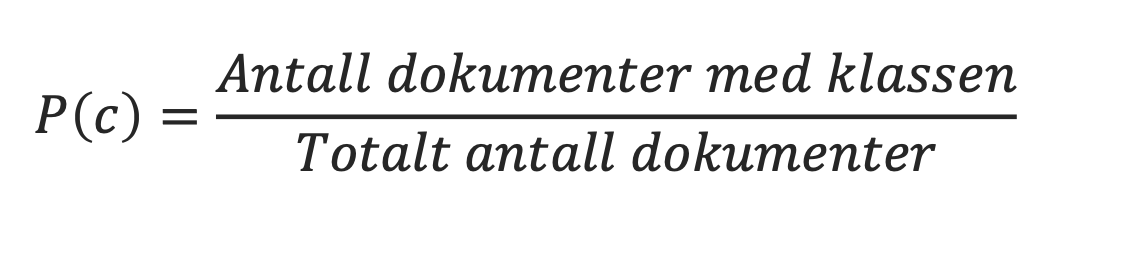 Antall dokumenter med klassen
P(c) =
Totalt antall dokumenter